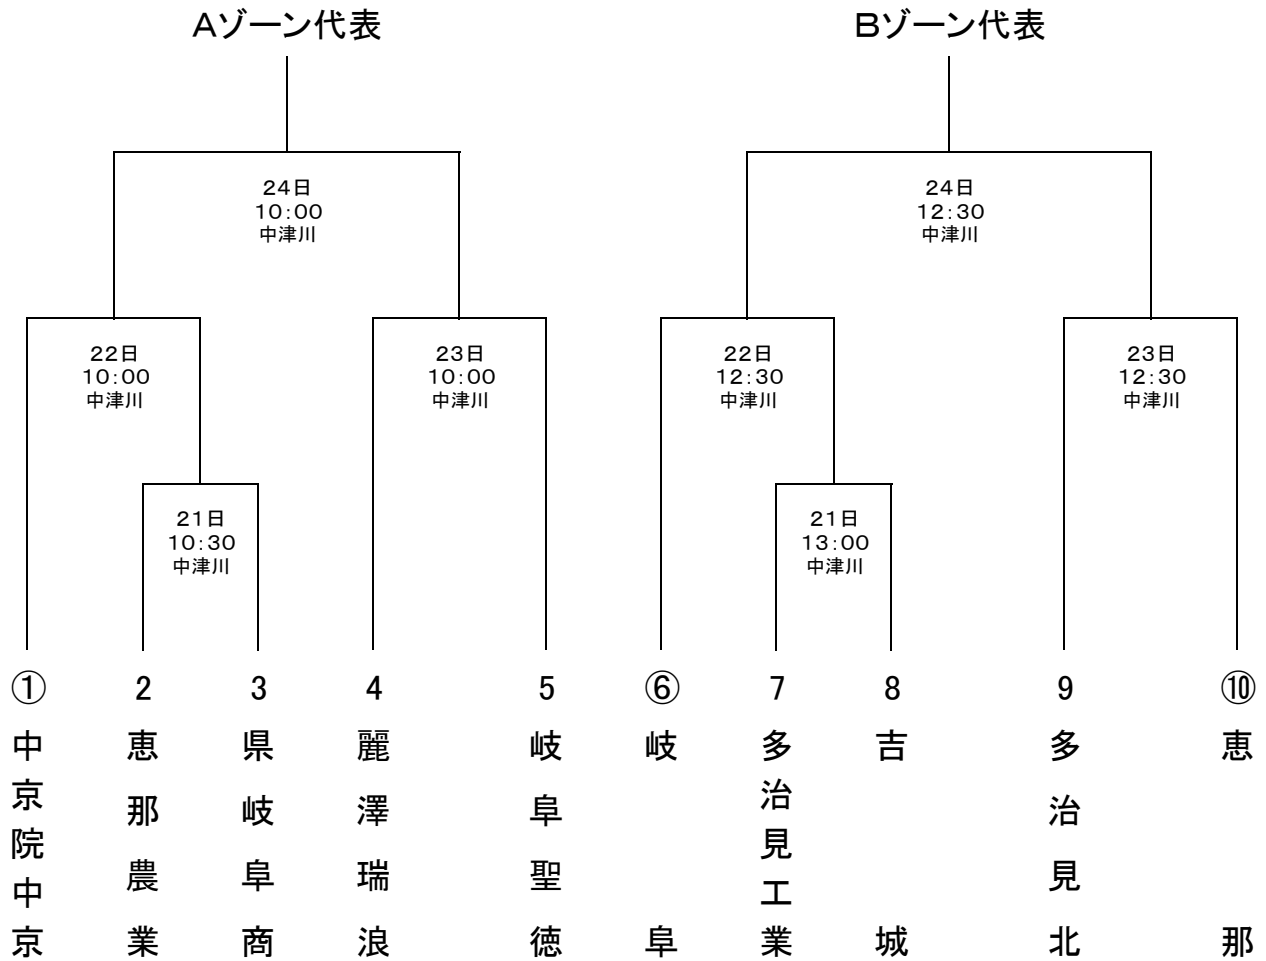 Aゾーン代表
Bゾーン代表
24日
10:00
中津川
24日
12:30
中津川
22日
10:00
中津川
23日
10:00
中津川
22日
12:30
中津川
23日
12:30
中津川
21日
10:30
中津川
21日
13:00
中津川
① 2 3 4 5 ⑥ 7 8 9 ⑩
中京院中京
恵那農業
県岐阜商
麗澤瑞浪
岐阜聖徳
岐阜
多治見工業
吉城
多治見北
恵那